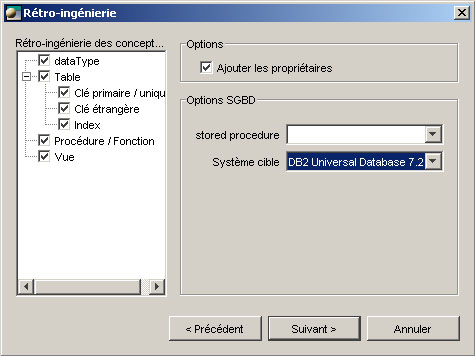 Rétro-ingénierie
Rétro-ingénierie des concept...
dataType
Table
Clé primaire / uniqu
Clé étrangère
Index
Procédure / Fonction
Vue
Options
Ajouter les propriétaires
Options SGBD
stored procedure
Système cible
DB2 Universal Database 7.2
< Précédent
Suivant >
Annuler